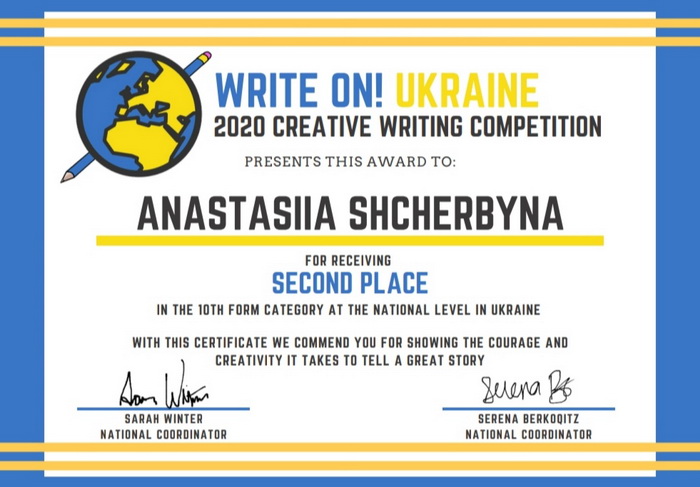 WRITE ON! UKRAINE
2020 CREATIVE WRITING COMPETITION
PRESENTS THIS AWARD TO:
ANASTASIIA SHCHERBYNA
FOR RECEIVING
SECOND PLACE
IN THE 10TH FORM CATEGORY AT THE NATIONAL LEVEL IN UKRAINE
WITH THIS CERTIFICATE WE COMMEND YOU FOR SHOWING THE COURAGE AND
CREATIVITY IT TAKES TO TELL A GREAT STORY
SARAH WINTER
NATIONAL COORDINATOR
Serena
SERENA BERKOQITZ
NATIONAL COORDINATOR